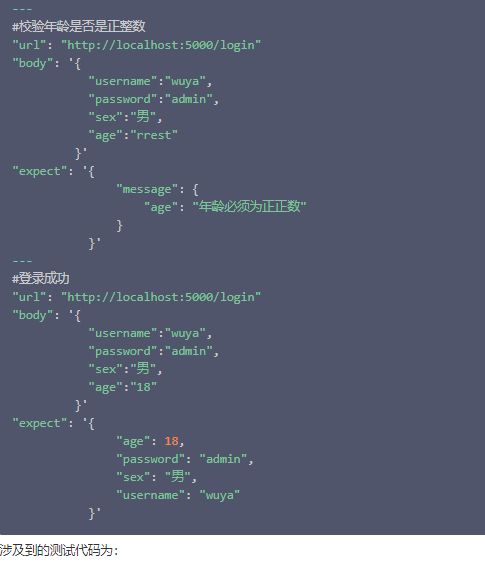 ---
#校验年龄是否是正整数
"url": "http://localhost:5000/login"
"body": '{
"username":"wuya",
"password":"admin",
"sex":"男",
"age":"rrest"
}'
"expect": '{
"message": {
"age": "年龄必须为正正数"
}
}'
---
#登录成功
"url": "http://localhost:5000/login"
"body": '{
"username":"wuya",
"password":"admin",
"sex":"男",
"age":"18"
}'
"expect": '{
"age": 18,
"password": "admin",
"sex": "男",
"username": "wuya"
}'
涉及到的测试代码为: